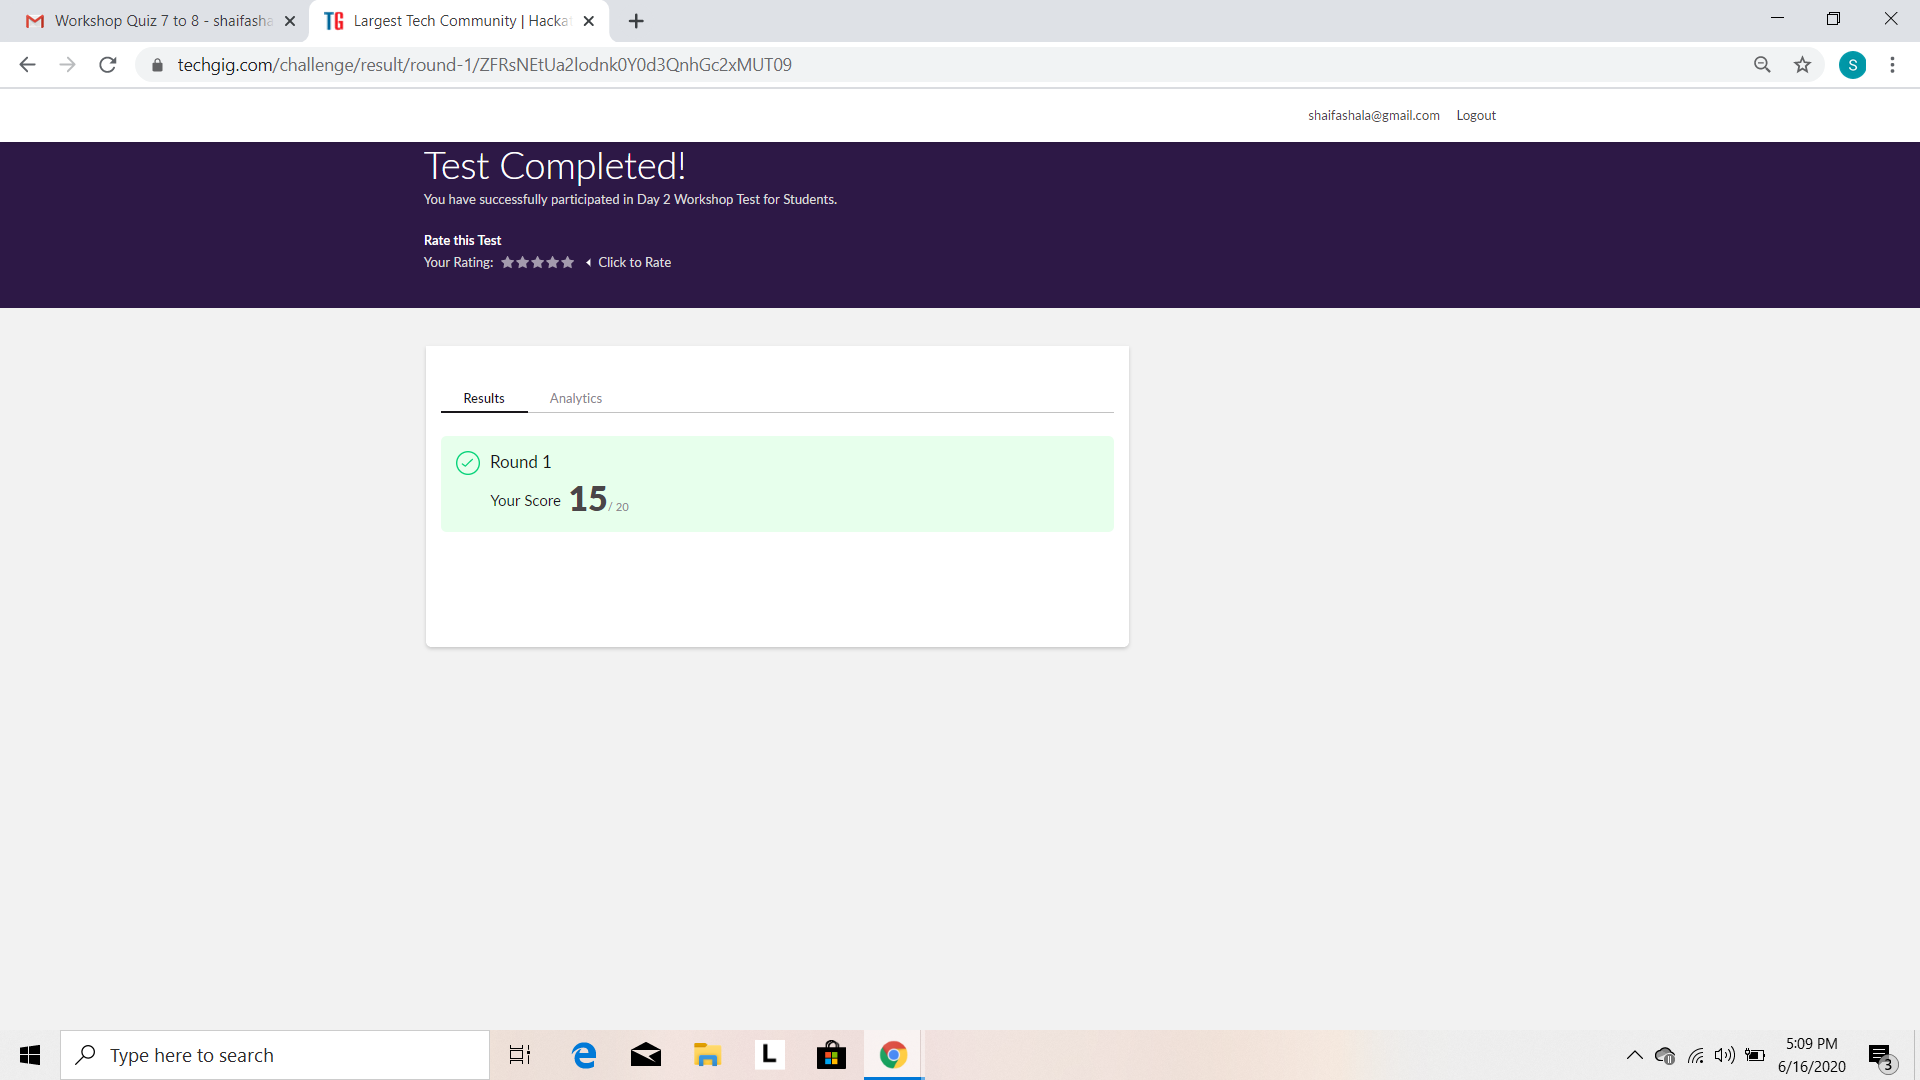 Workshop Quiz 7 to 8 - shaifasha
TG Largest Tech Community | Hacka
techgig.com/challenge/result/round-1/ZFRsNEtUa2lodnk0Y0d3QnhGc2xMUT09
S
shaifashala@gmail.com Logout
Test Completed!
You have successfully participated in Day 2 Workshop Test for Students.
Rate this Test
Your Rating: Click to Rate
Results Analytics
Round 1
Your Score 15 / 20
Type here to search
L
5:09 PM
6/16/2020
3